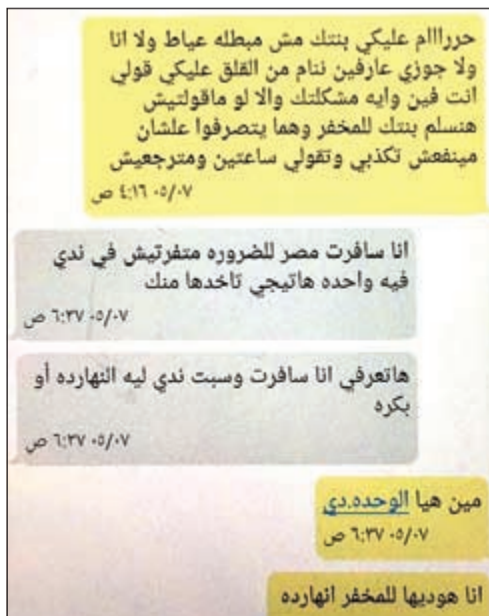 حرrااام عليكي بنتك مش مبطله عياط ولا انا
ولا جوزي عارفين ننام من القلق عليكي قولي
انت فين وايه مشكلتك والا لو ماقولتيش
هنسلم بنتك للمخفر وهما يتصرفوا علشان
مينفعش تكذبي وتقولي ساعتين ومترجعيش
٠٥/٠٧ ٤:١٦ ص
انا سافرت مصر للضروره متفرتيش في ندي
فيه واحده هاتيجي تاخدها منك
٠٥/٠٧ ٦:٣٧ ص
هاتعرفي انا سافرت وسبت ندي ليه النهارده أو
بكره
٠٥/٠٧ ٦:٣٧ ص
مين هيا الوحده.دي
٠٥/٠٧ ٦:٣٧ ص
انا هوديها للمخفر انهارده